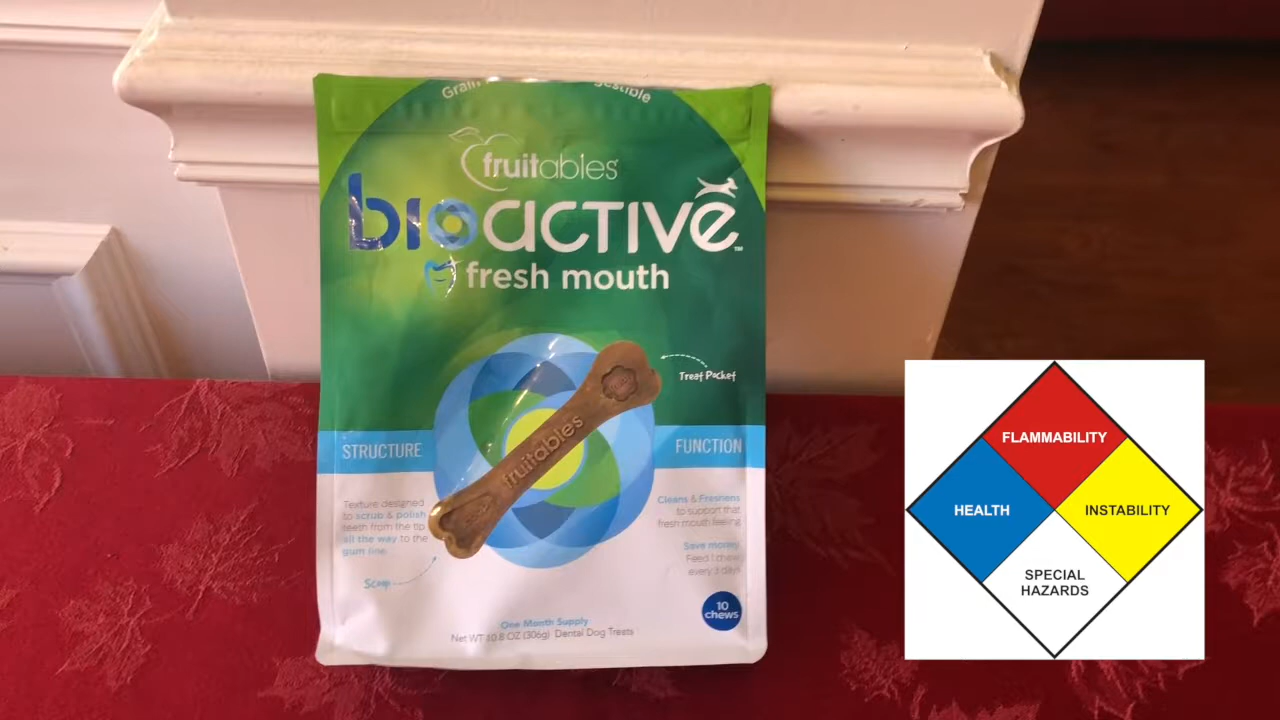 Grain
gestible
fruitables
bioactive™
fresh mouth
Treat Pocket
STRUCTURE
FUNCTION
Texture designed
to scrub & polish
teeth from the tip
all the way to the
gum line.
fruitables
Cleans & Freshens
to support that
fresh mouth feeling
Save money
Feed 1 chew
every 3 days
Scoop
10
chews
One Month Supply
Net WT 10.8 OZ (306g) Dental Dog Treats
FLAMMABILITY
HEALTH
INSTABILITY
SPECIAL
HAZARDS